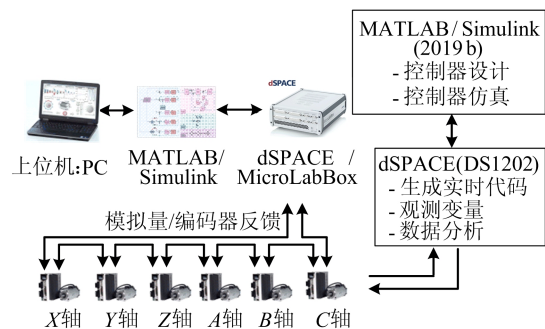 MATLAB/Simulink
(2019b)
-控制器设计
-控制器仿真
dSPACE
上位机:PC
MATLAB/
Simulink
dSPACE /
MicroLabBox
dSPACE(DS1202)
-生成实时代码
-观测变量
-数据分析
模拟量/编码器反馈
X轴 Y轴 Z轴 A轴 B轴 C轴